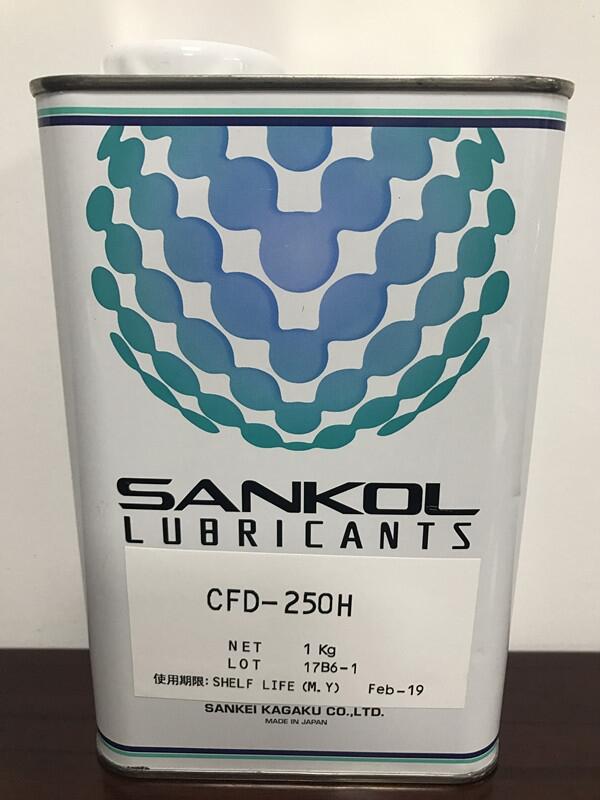 SANKOL
LUBRICANTS
CFD-250H
NET 1 Kg
LOT 17B6-1
使用期限: SHELF LIFE (M.Y) Feb-19
SANKEI KAGAKU CO.,LTD.
MADE IN JAPAN